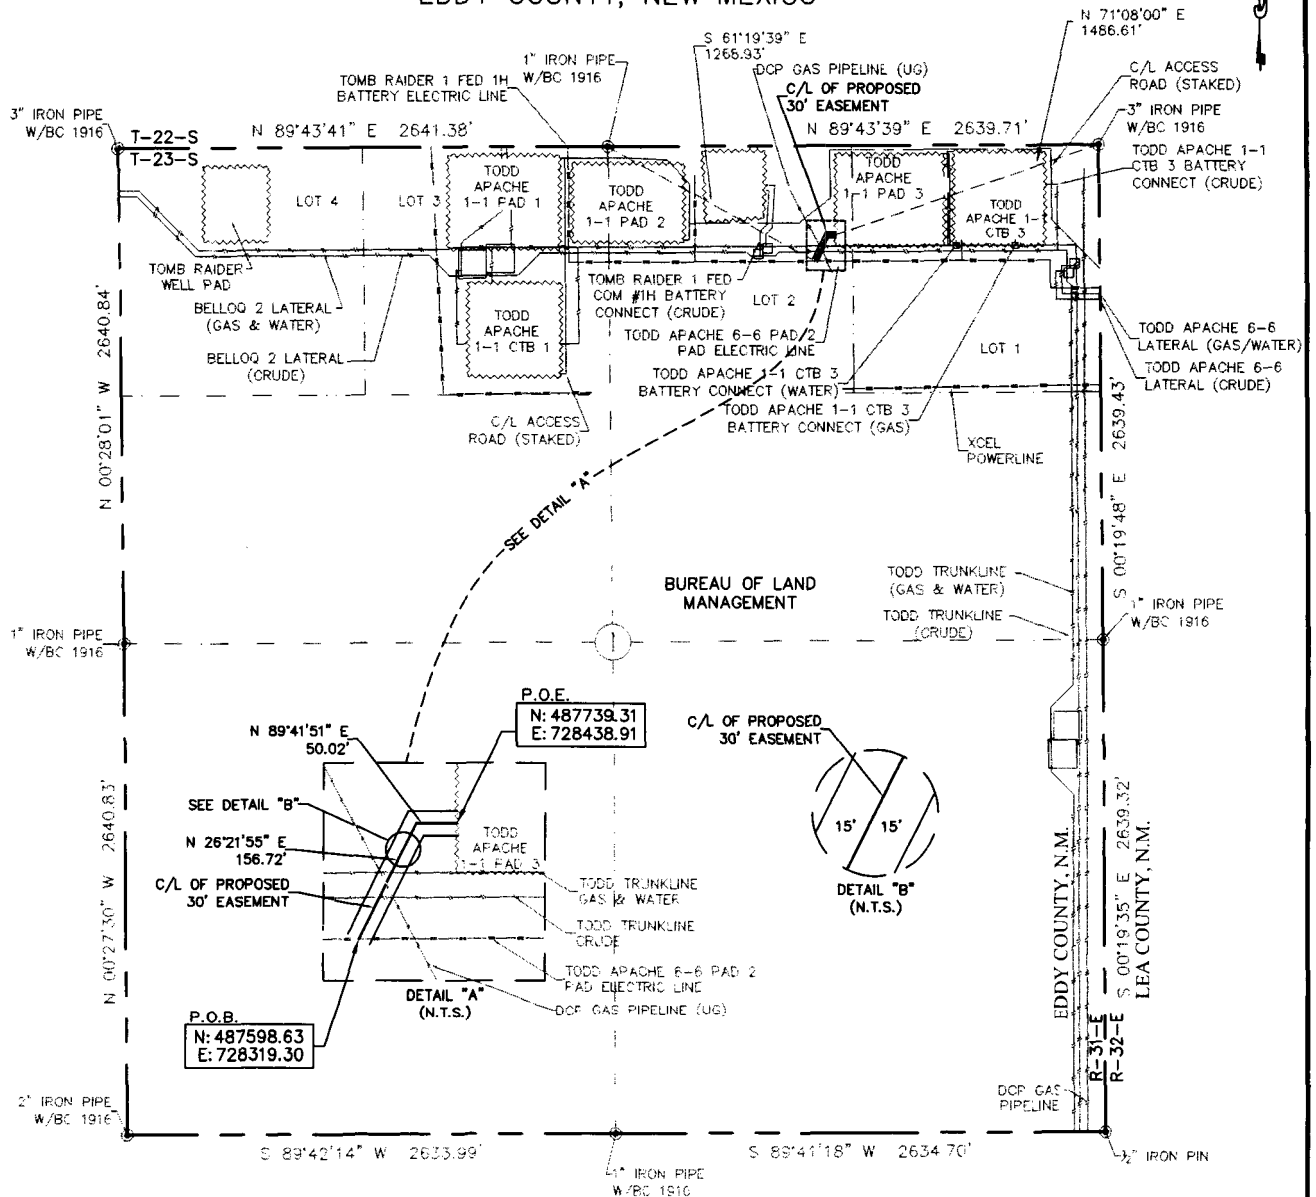 EDDY COUNTY, NEW MEXICO
N 71°08'00" E
1486.61'
S 61°19'39" E
1266.93'
1" IRON PIPE
W/BC 1916
DCP GAS PIPELINE (UG)
C/L OF PROPOSED
30' EASEMENT
C/L ACCESS
ROAD (STAKED)
TOMB RAIDER 1 FED 1H
BATTERY ELECTRIC LINE
3" IRON PIPE
W/BC 1916
T-22-S
T-23-S
N 89°43'41" E 2641.38'
N 89°43'39" E 2639.71'
3" IRON PIPE
W/BC 1916
TODD APACHE 1-1
CTB 3 BATTERY
CONNECT (CRUDE)
LOT 4
LOT 3
TODD
APACHE
1-1 PAD 1
TODD
APACHE
1-1 PAD 2
TODD
APACHE
1-1 PAD 3
TODD
APACHE 1-
1 CTB 3
TOMB RAIDER
WELL PAD
BELLOQ 2 LATERAL
(GAS & WATER)
BELLOQ 2 LATERAL
(CRUDE)
TODD
APACHE
1-1 CTB 1
TOMB RAIDER 1 FED
COM #1H BATTERY
CONNECT (CRUDE)
LOT 2
LOT 1
TODD APACHE 6-6 PAD 2
PAD ELECTRIC LINE
TODD APACHE 1-1 CTB 3
BATTERY CONNECT (WATER)
TODD APACHE 1-1 CTB 3
BATTERY CONNECT (GAS)
TODD APACHE 6-6
LATERAL (GAS/WATER)
TODD APACHE 6-6
LATERAL (CRUDE)
C/L ACCESS
ROAD (STAKED)
XCEL
POWERLINE
N 00°28'01" W 2640.84'
S 00°19'48" E 2639.43'
SEE DETAIL "A"
BUREAU OF LAND
MANAGEMENT
TODD TRUNKLINE
(GAS & WATER)
TODD TRUNKLINE
(CRUDE)
1" IRON PIPE
W/BC 1916
1" IRON PIPE
W/BC 1916
1
P.O.E.
N: 487739.31
E: 728438.91
N 89°41'51" E
50.02'
SEE DETAIL "B"
N 26°21'55" E
156.72'
C/L OF PROPOSED
30' EASEMENT
TODD
APACHE
1-1 PAD 3
TODD TRUNKLINE
GAS & WATER
TODD TRUNKLINE
CRUDE
TODD APACHE 6-6 PAD 2
PAD ELECTRIC LINE
DCP GAS PIPELINE (UG)
DETAIL "A"
(N.T.S.)
C/L OF PROPOSED
30' EASEMENT
15' 15'
DETAIL "B"
(N.T.S.)
N 00°27'30" W 2640.83'
EDDY COUNTY, N.M.
LEA COUNTY, N.M.
S 00°19'35" E 2639.32'
P.O.B.
N: 487598.63
E: 728319.30
R-31-E
R-32-E
DCP GAS
PIPELINE
2" IRON PIPE
W/BC 1916
S 89°42'14" W 2633.99'
1" IRON PIPE
W/BC 1910
S 89°41'18" W 2634.70'
½" IRON PIN